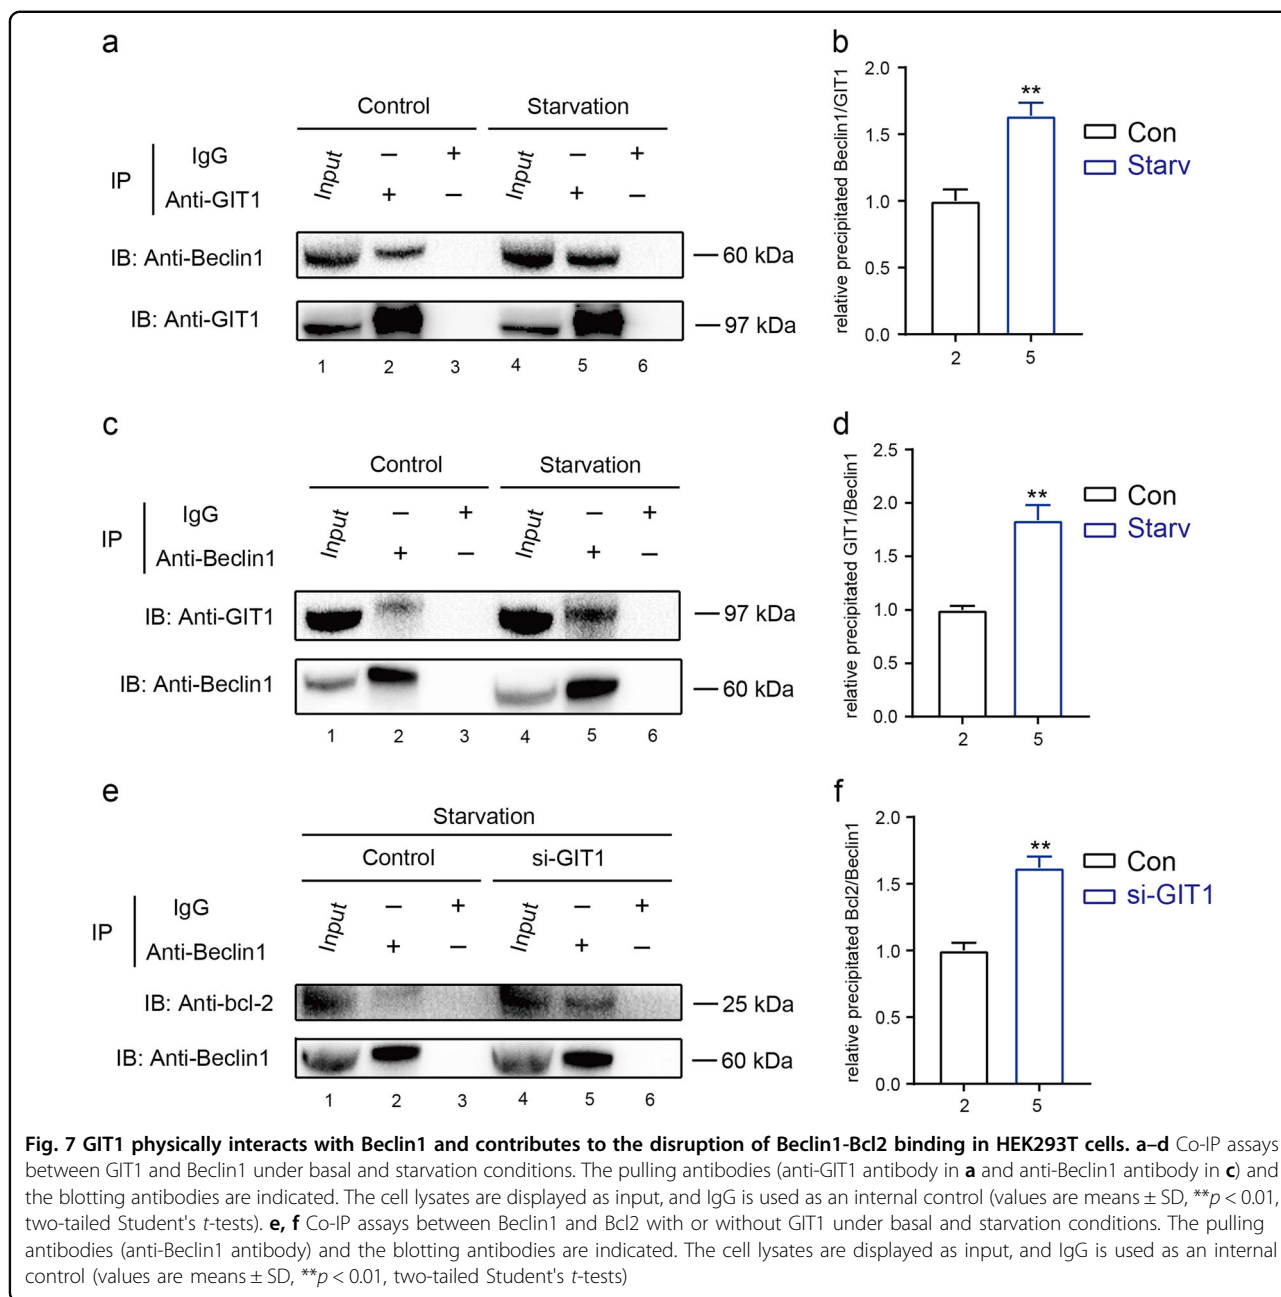 a
Control Starvation
IP IgG Input − + Input − +
Anti-GIT1 + − + −
IB: Anti-Beclin1 60 kDa
IB: Anti-GIT1 97 kDa
1 2 3 4 5 6
b
relative precipitated Beclin1/GIT1
2.0
1.5
1.0
0.5
0.0
**
2 5
Con
Starv
c
Control Starvation
IP IgG Input − + Input − +
Anti-Beclin1 + − + −
IB: Anti-GIT1 97 kDa
IB: Anti-Beclin1 60 kDa
1 2 3 4 5 6
d
relative precipitated GIT1/Beclin1
2.5
2.0
1.5
1.0
0.5
0.0
**
2 5
Con
Starv
e
Starvation
Control si-GIT1
IP IgG Input − + Input − +
Anti-Beclin1 + − + −
IB: Anti-bcl-2 25 kDa
IB: Anti-Beclin1 60 kDa
1 2 3 4 5 6
f
relative precipitated Bcl2/Beclin1
2.0
1.5
1.0
0.5
0.0
**
2 5
Con
si-GIT1
Fig. 7 GIT1 physically interacts with Beclin1 and contributes to the disruption of Beclin1-Bcl2 binding in HEK293T cells. a–d Co-IP assays
between GIT1 and Beclin1 under basal and starvation conditions. The pulling antibodies (anti-GIT1 antibody in a and anti-Beclin1 antibody in c) and
the blotting antibodies are indicated. The cell lysates are displayed as input, and IgG is used as an internal control (values are means ± SD, **p < 0.01,
two-tailed Student's t-tests). e, f Co-IP assays between Beclin1 and Bcl2 with or without GIT1 under basal and starvation conditions. The pulling
antibodies (anti-Beclin1 antibody) and the blotting antibodies are indicated. The cell lysates are displayed as input, and IgG is used as an internal
control (values are means ± SD, **p < 0.01, two-tailed Student's t-tests)